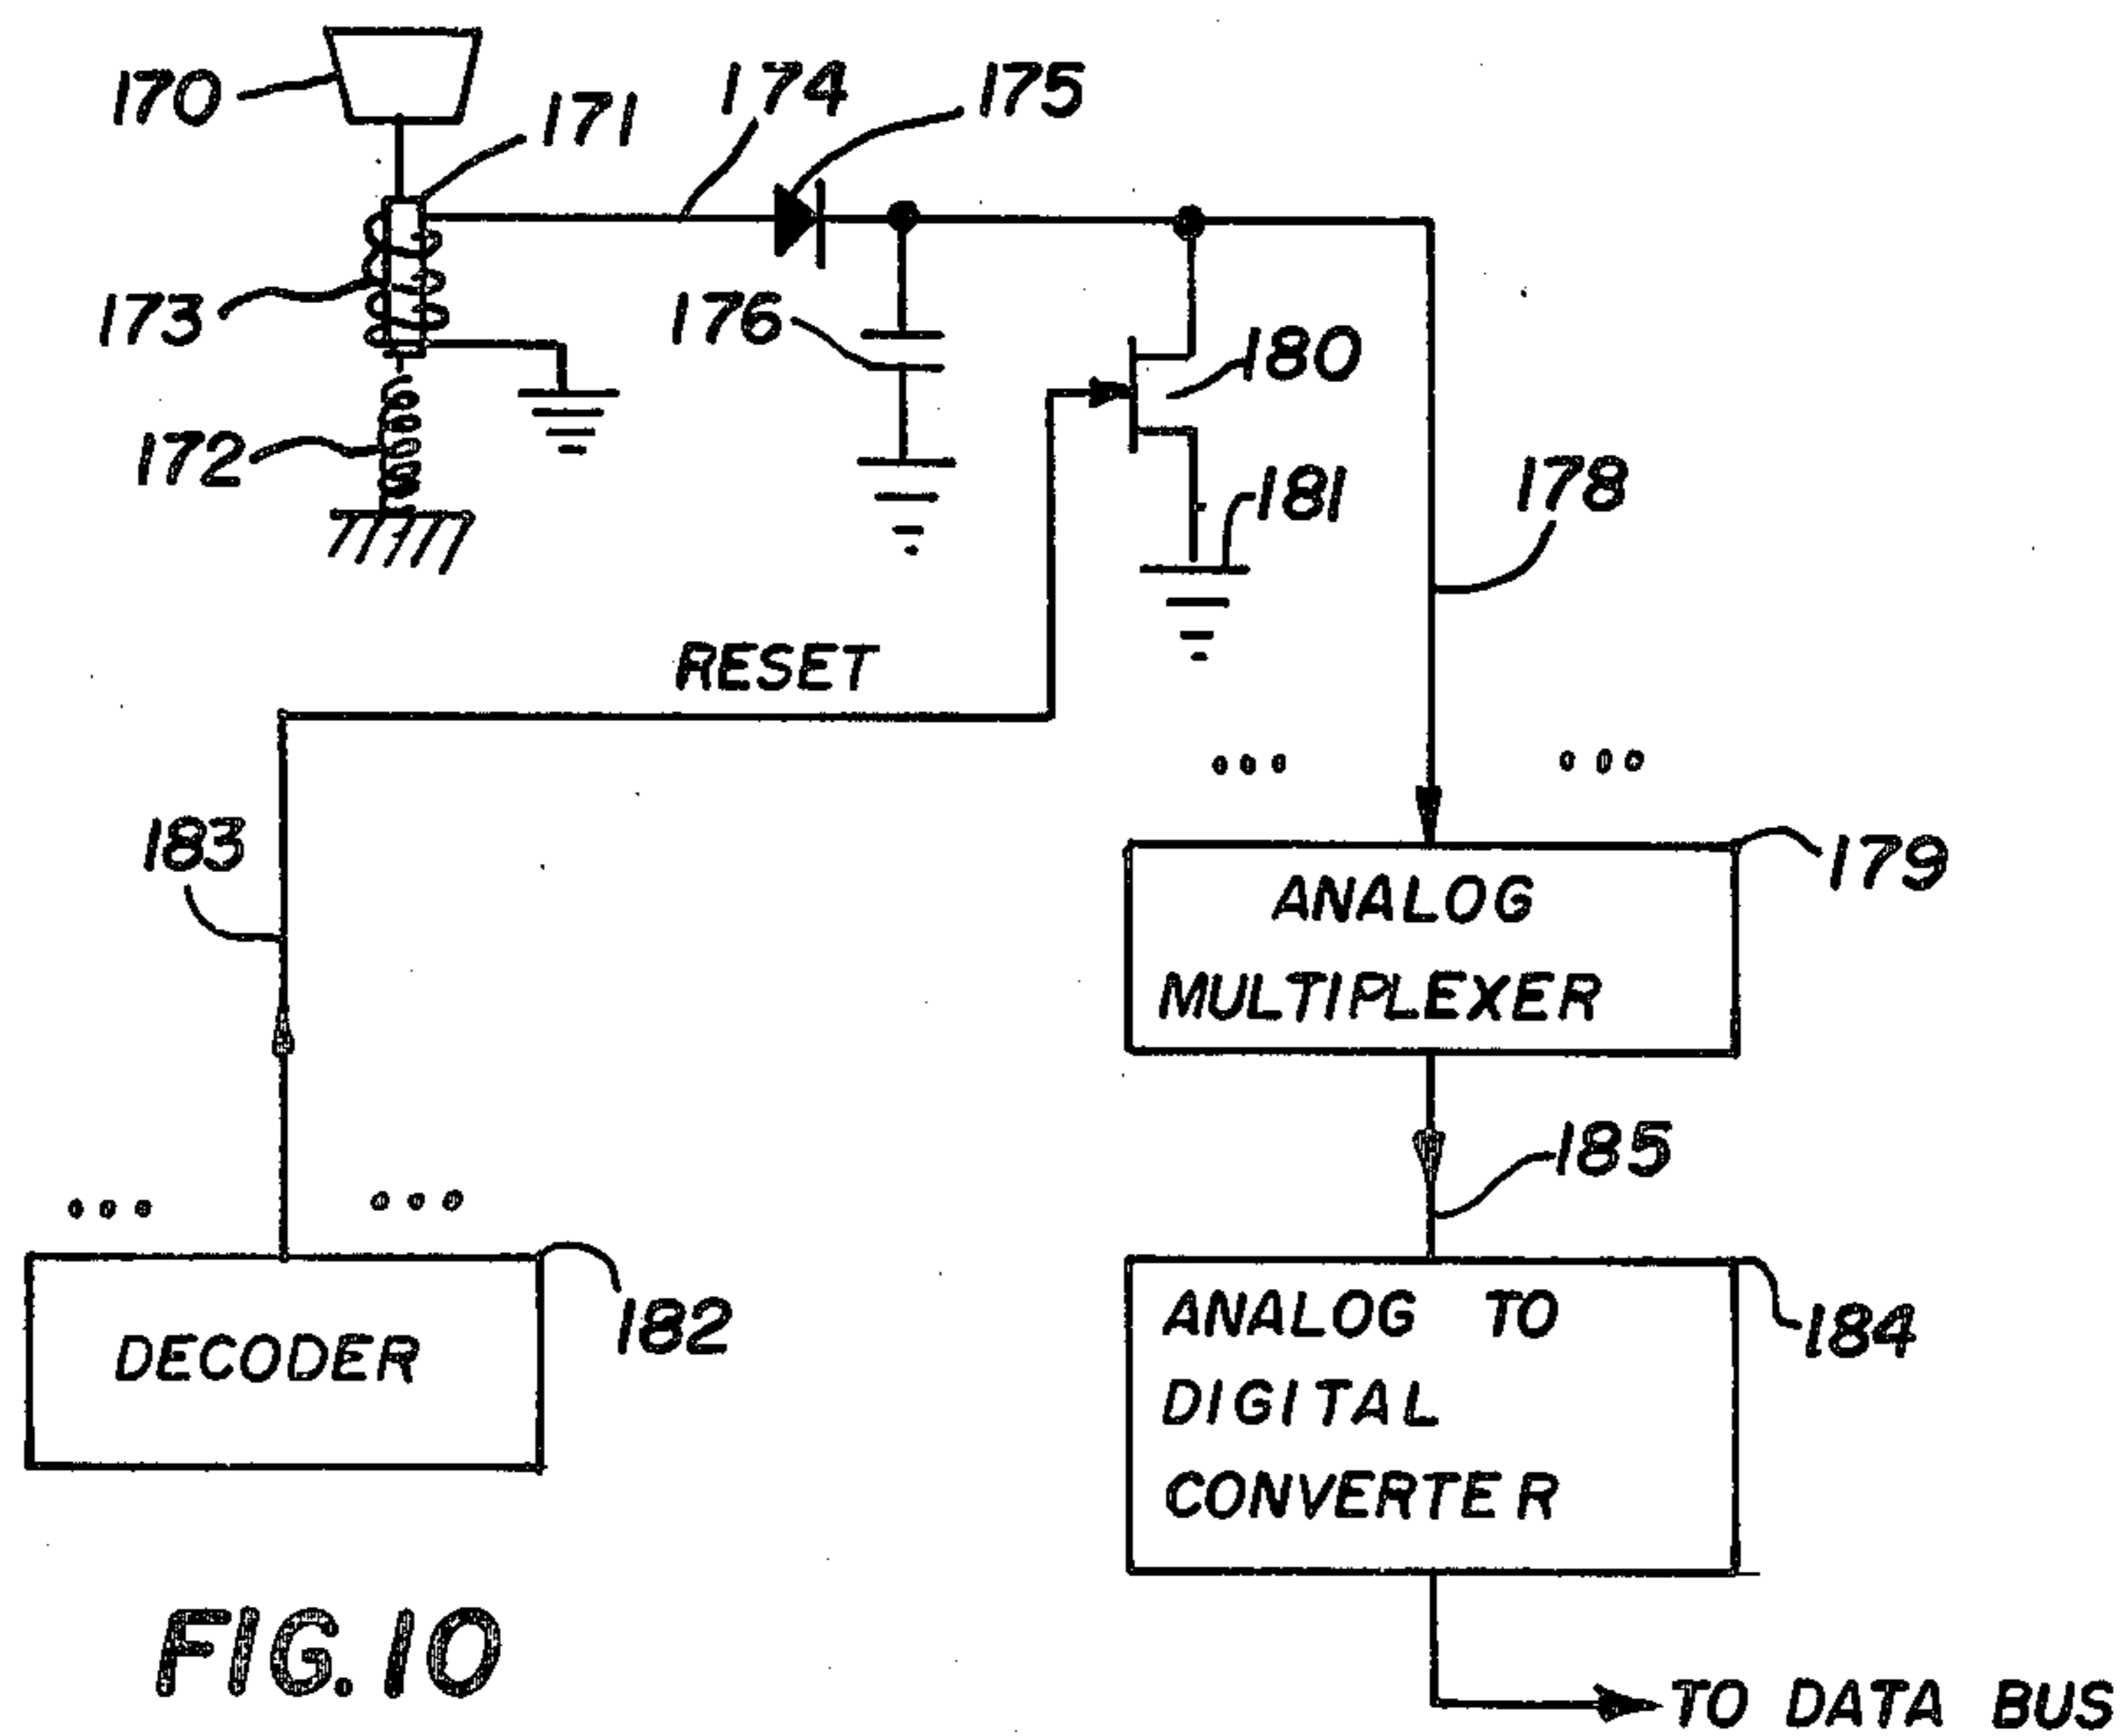 170
171
174
175
173
176
180
172
181
178
RESET
183
179
ANALOG
MULTIPLEXER
185
182
DECODER
184
ANALOG TO
DIGITAL
CONVERTER
FIG. 10
TO DATA BUS